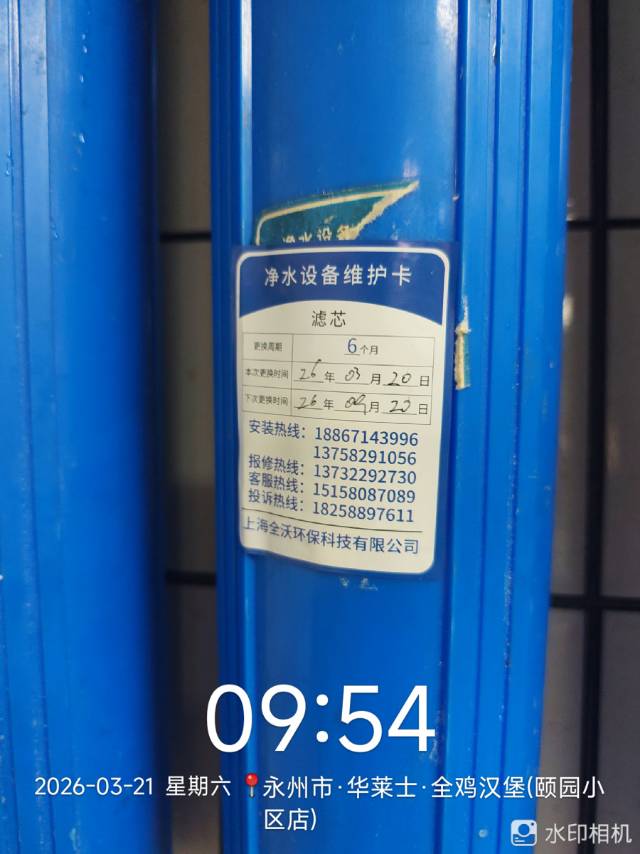 净水设备
净水设备维护卡
滤芯
更换周期 6个月
本次更换时间 26年03月20日
下次更换时间 26年09月20日
安装热线：18867143996
13758291056
报修热线：13732292730
客服热线：15158087089
投诉热线：18258897611
上海全沃环保科技有限公司
09:54
2026-03-21 星期六 永州市·华莱士·全鸡汉堡(颐园小
区店)
水印相机